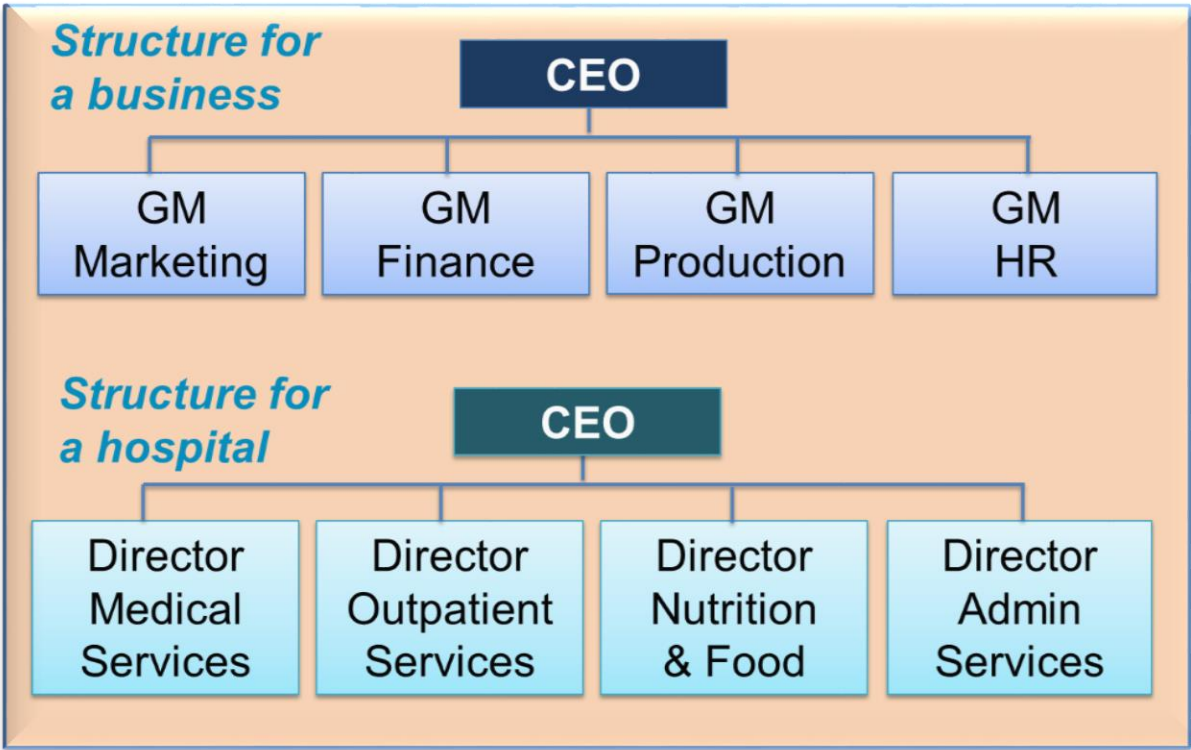 Structure for
a business
CEO
GM
Marketing
GM
Finance
GM
Production
GM
HR
Structure for
a hospital
CEO
Director
Medical
Services
Director
Outpatient
Services
Director
Nutrition
& Food
Director
Admin
Services